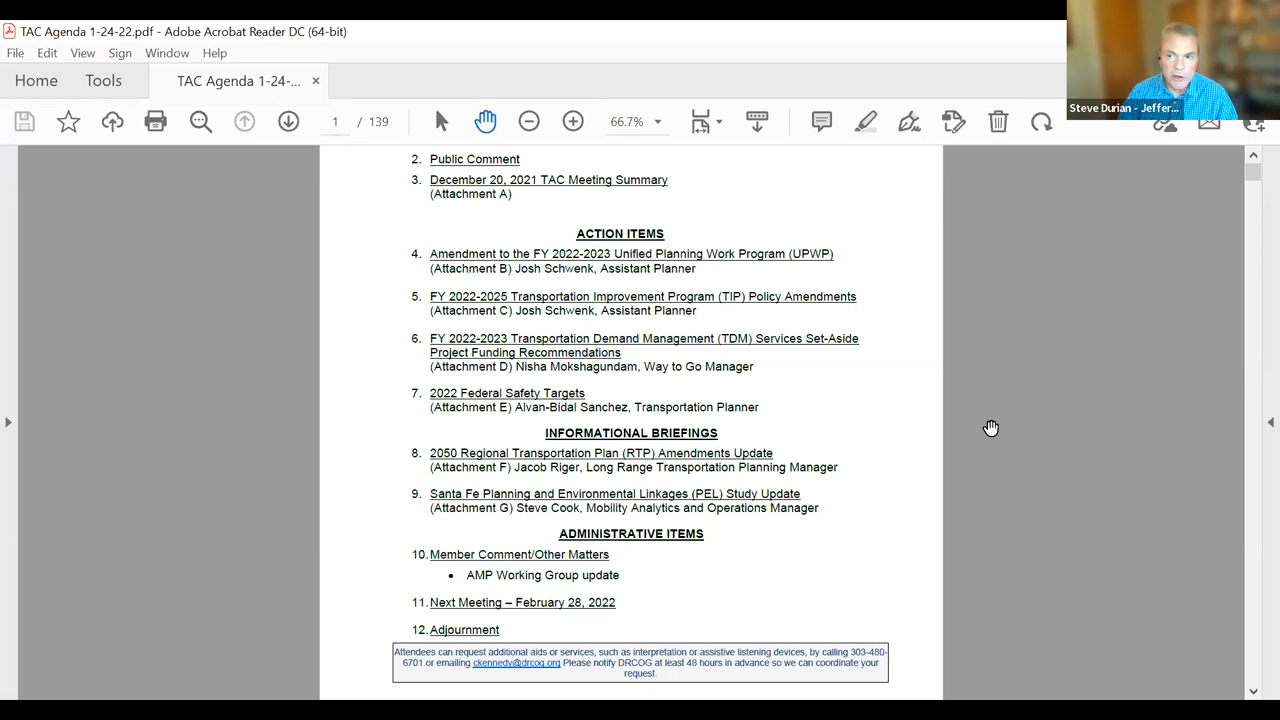 TAC Agenda 1-24-22.pdf - Adobe Acrobat Reader DC (64-bit)
File Edit View Sign Window Help
Home Tools TAC Agenda 1-24-... ×
Steve Durian - Jeffer...
1 / 139 66.7%
2. Public Comment
3. December 20, 2021 TAC Meeting Summary
(Attachment A)
ACTION ITEMS
4. Amendment to the FY 2022-2023 Unified Planning Work Program (UPWP)
(Attachment B) Josh Schwenk, Assistant Planner
5. FY 2022-2025 Transportation Improvement Program (TIP) Policy Amendments
(Attachment C) Josh Schwenk, Assistant Planner
6. FY 2022-2023 Transportation Demand Management (TDM) Services Set-Aside
Project Funding Recommendations
(Attachment D) Nisha Mokshagundam, Way to Go Manager
7. 2022 Federal Safety Targets
(Attachment E) Alvan-Bidal Sanchez, Transportation Planner
INFORMATIONAL BRIEFINGS
8. 2050 Regional Transportation Plan (RTP) Amendments Update
(Attachment F) Jacob Riger, Long Range Transportation Planning Manager
9. Santa Fe Planning and Environmental Linkages (PEL) Study Update
(Attachment G) Steve Cook, Mobility Analytics and Operations Manager
ADMINISTRATIVE ITEMS
10. Member Comment/Other Matters
• AMP Working Group update
11. Next Meeting – February 28, 2022
12. Adjournment
Attendees can request additional aids or services, such as interpretation or assistive listening devices, by calling 303-480-
6701 or emailing ckennedy@drcog.org Please notify DRCOG at least 48 hours in advance so we can coordinate your
request.